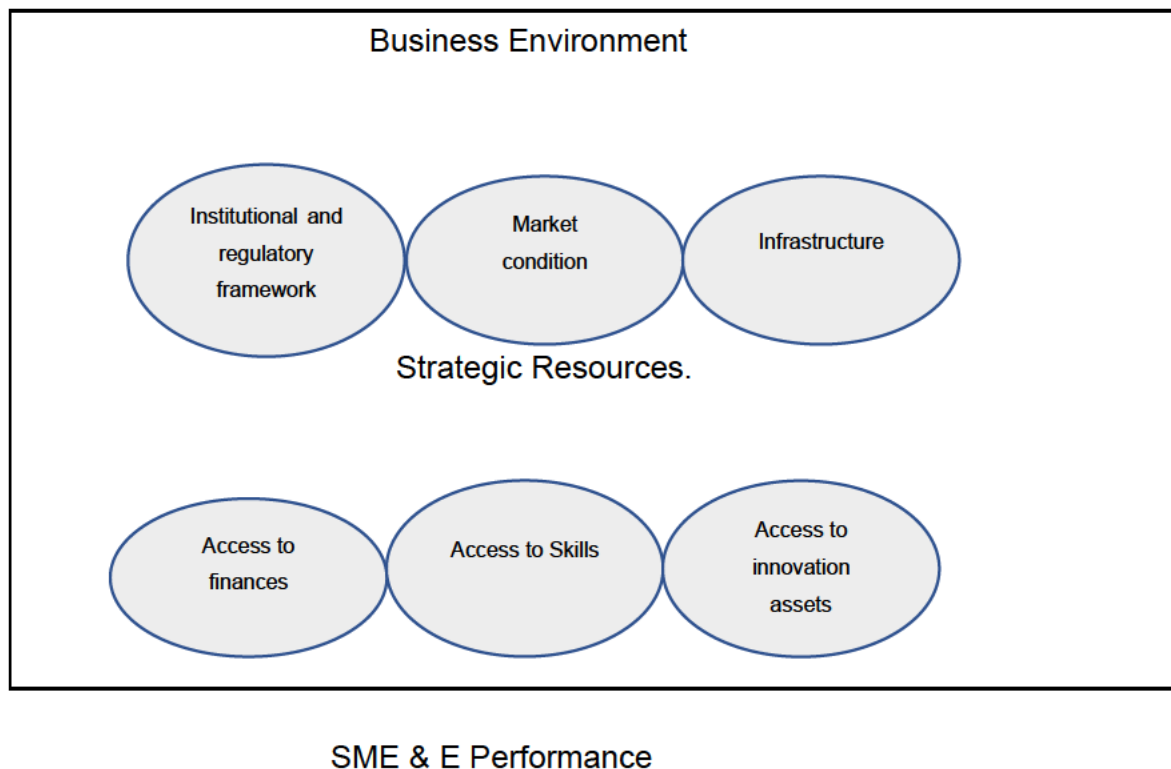 Business Environment
Institutional and
regulatory
framework
Market
condition
Infrastructure
Strategic Resources.
Access to
finances
Access to Skills
Access to
innovation
assets
SME & E Performance